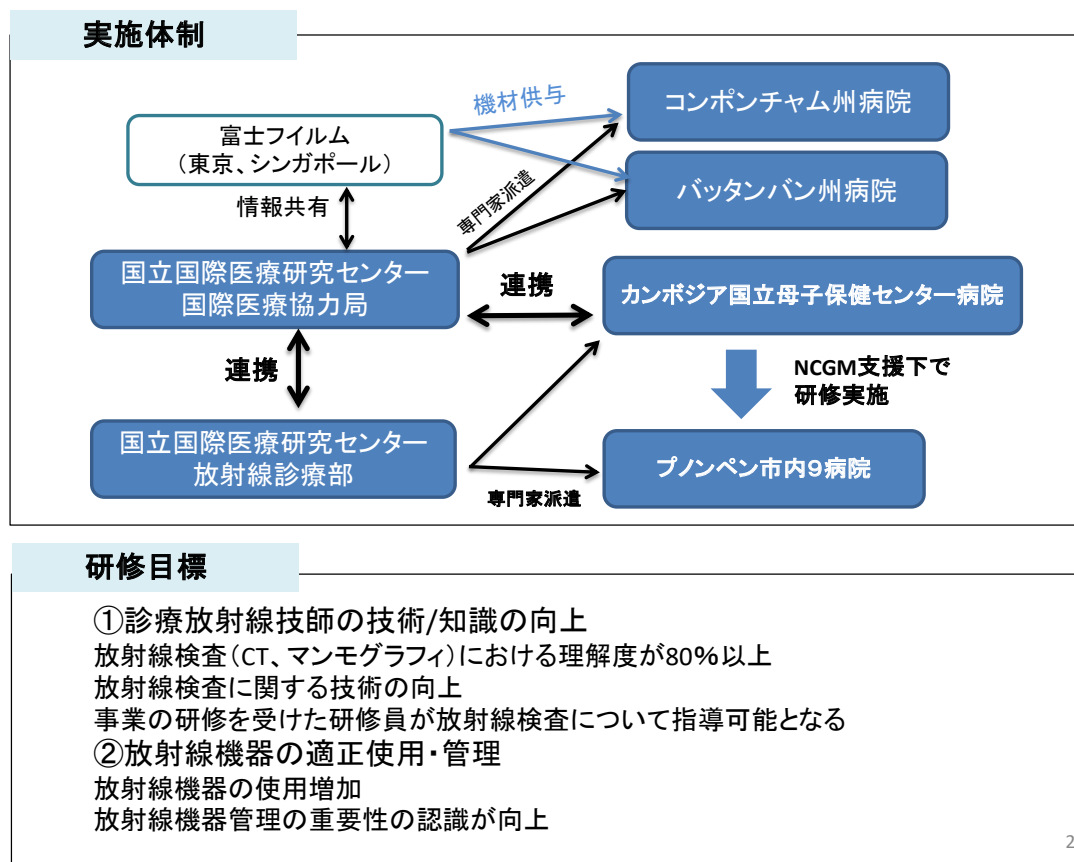 実施体制
機材供与
コンポンチャム州病院
富士フイルム
（東京、シンガポール）
専門家派遣
バッタンバン州病院
情報共有
国立国際医療研究センター
国際医療協力局
連携
カンボジア国立母子保健センター病院
連携
NCGM支援下で
研修実施
国立国際医療研究センター
放射線診療部
プノンペン市内9病院
専門家派遣
研修目標
①診療放射線技師の技術/知識の向上
放射線検査（CT、マンモグラフィ）における理解度が80％以上
放射線検査に関する技術の向上
事業の研修を受けた研修員が放射線検査について指導可能となる
②放射線機器の適正使用・管理
放射線機器の使用増加
放射線機器管理の重要性の認識が向上
2